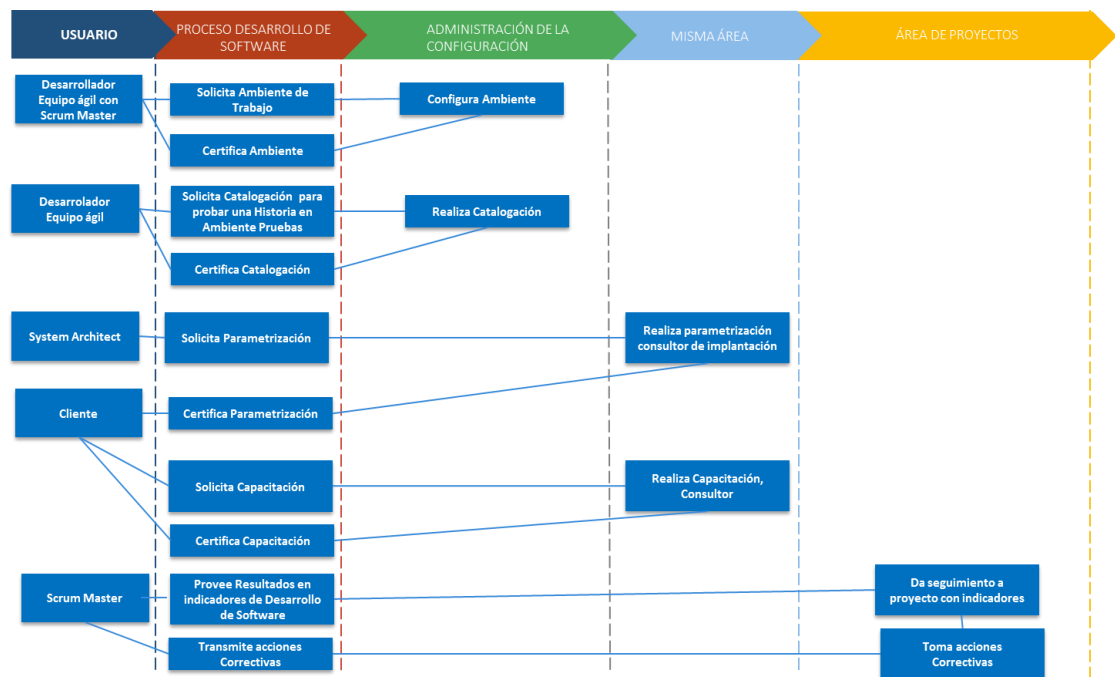 USUARIO
PROCESO DESARROLLO DE
SOFTWARE
ADMINISTRACIÓN DE LA
CONFIGURACIÓN
MISMA ÁREA
ÁREA DE PROYECTOS
Desarrollador
Equipo ágil con
Scrum Master
Solicita Ambiente de
Trabajo
Configura Ambiente
Certifica Ambiente
Desarrolador
Equipo ágil
Solicita Catalogación para
probar una Historia en
Ambiente Pruebas
Realiza Catalogación
Certifica Catalogación
System Architect
Solicita Parametrización
Realiza parametrización
consultor de implantación
Cliente
Certifica Parametrización
Solicita Capacitación
Realiza Capacitación,
Consultor
Certifica Capacitación
Scrum Master
Provee Resultados en
indicadores de Desarrollo
de Software
Da seguimiento a
proyecto con indicadores
Transmite acciones
Correctivas
Toma acciones
Correctivas